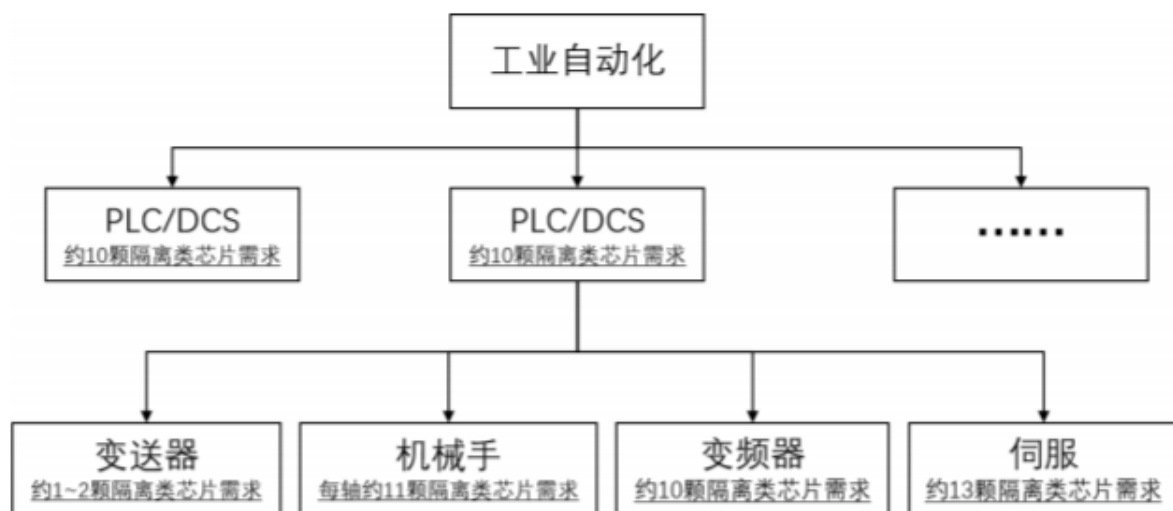 工业自动化
PLC/DCS
约10颗隔离类芯片需求
PLC/DCS
约10颗隔离类芯片需求
……
变送器
约1~2颗隔离类芯片需求
机械手
每轴约11颗隔离类芯片需求
变频器
约10颗隔离类芯片需求
伺服
约13颗隔离类芯片需求